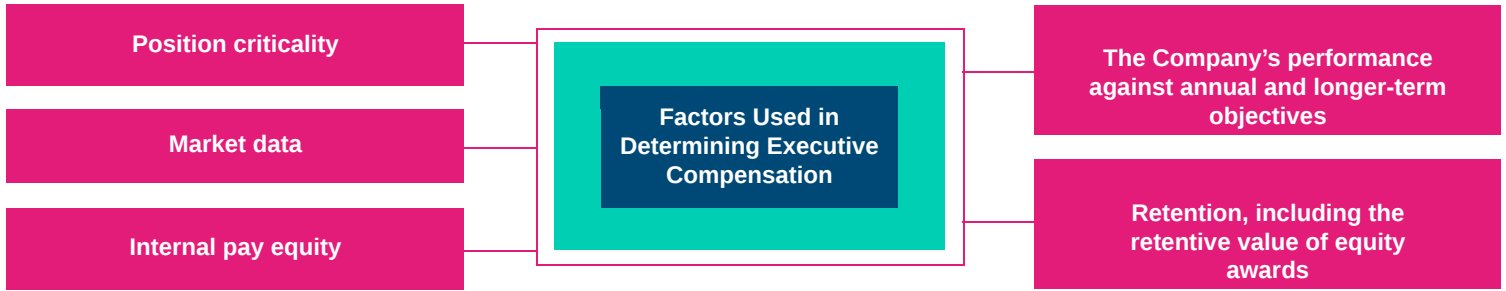 Position criticality
Market data
Internal pay equity
Factors Used in
Determining Executive
Compensation
The Company’s performance
against annual and longer-term
objectives
Retention, including the
retentive value of equity
awards